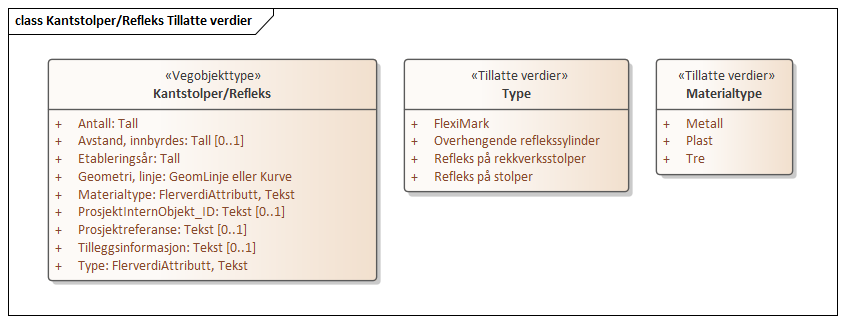 class Kantstolper/Refleks Tillatte verdier
«Vegobjekttype»
Kantstolper/Refleks
+ Antall: Tall
+ Avstand, innbyrdes: Tall [0..1]
+ Etableringsår: Tall
+ Geometri, linje: GeomLinje eller Kurve
+ Materialtype: FlerverdiAttributt, Tekst
+ ProsjektInternObjekt_ID: Tekst [0..1]
+ Prosjektreferanse: Tekst [0..1]
+ Tilleggsinformasjon: Tekst [0..1]
+ Type: FlerverdiAttributt, Tekst
«Tillatte verdier»
Type
+ FlexiMark
+ Overhengende reflekssylinder
+ Refleks på rekkverksstolper
+ Refleks på stolper
«Tillatte verdier»
Materialtype
+ Metall
+ Plast
+ Tre